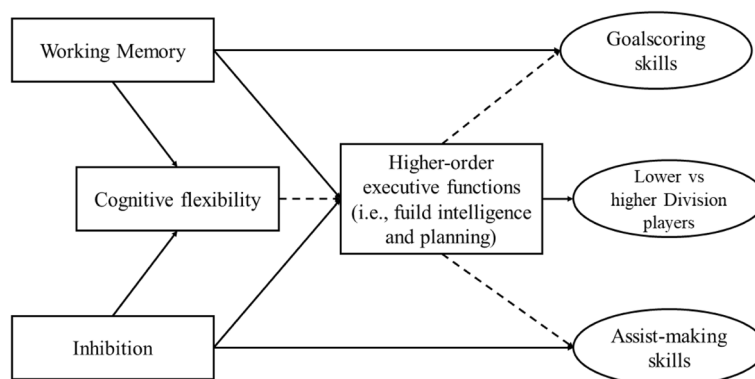 Working Memory
Goalscoring
skills
Cognitive flexibility
Higher-order
executive functions
(i.e., fuild intelligence
and planning)
Lower vs
higher Division
players
Inhibition
Assist-making
skills